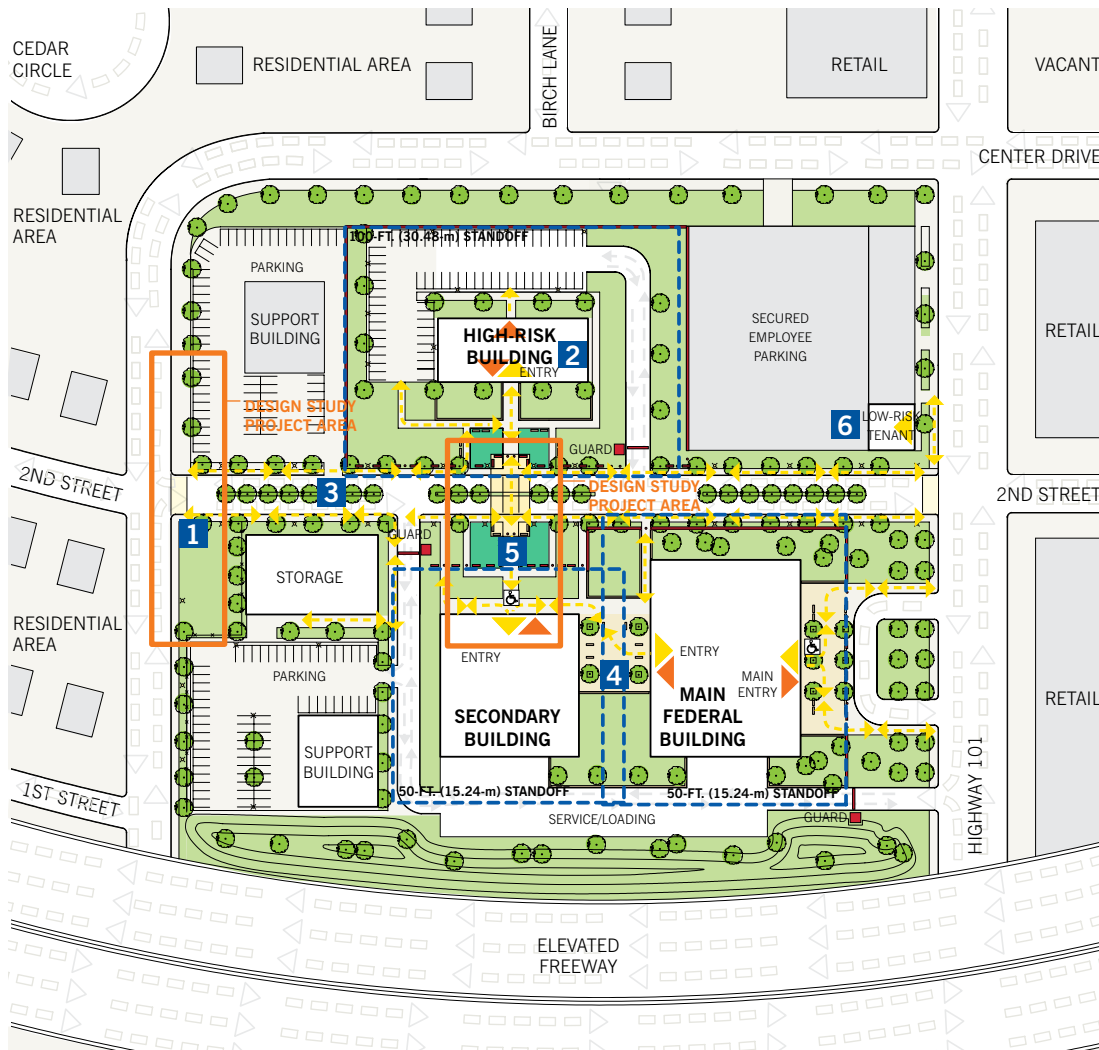 CEDAR
CIRCLE
RESIDENTIAL AREA
BIRCH LANE
RETAIL
VACANT
CENTER DRIVE
RESIDENTIAL
AREA
100-FT. (30.48-m) STANDOFF
PARKING
SUPPORT
BUILDING
HIGH-RISK
BUILDING
2
ENTRY
SECURED
EMPLOYEE
PARKING
RETAIL
DESIGN STUDY
PROJECT AREA
6
LOW-RISK
TENANT
GUARD
2ND STREET
3
DESIGN STUDY
PROJECT AREA
2ND STREET
1
GUARD
5
STORAGE
RESIDENTIAL
AREA
ENTRY
ENTRY
4
MAIN
ENTRY
PARKING
SECONDARY
BUILDING
MAIN
FEDERAL
BUILDING
RETAIL
SUPPORT
BUILDING
1ST STREET
50-FT. (15.24-m) STANDOFF
50-FT. (15.24-m) STANDOFF
SERVICE/LOADING
GUARD
HIGHWAY 101
ELEVATED
FREEWAY